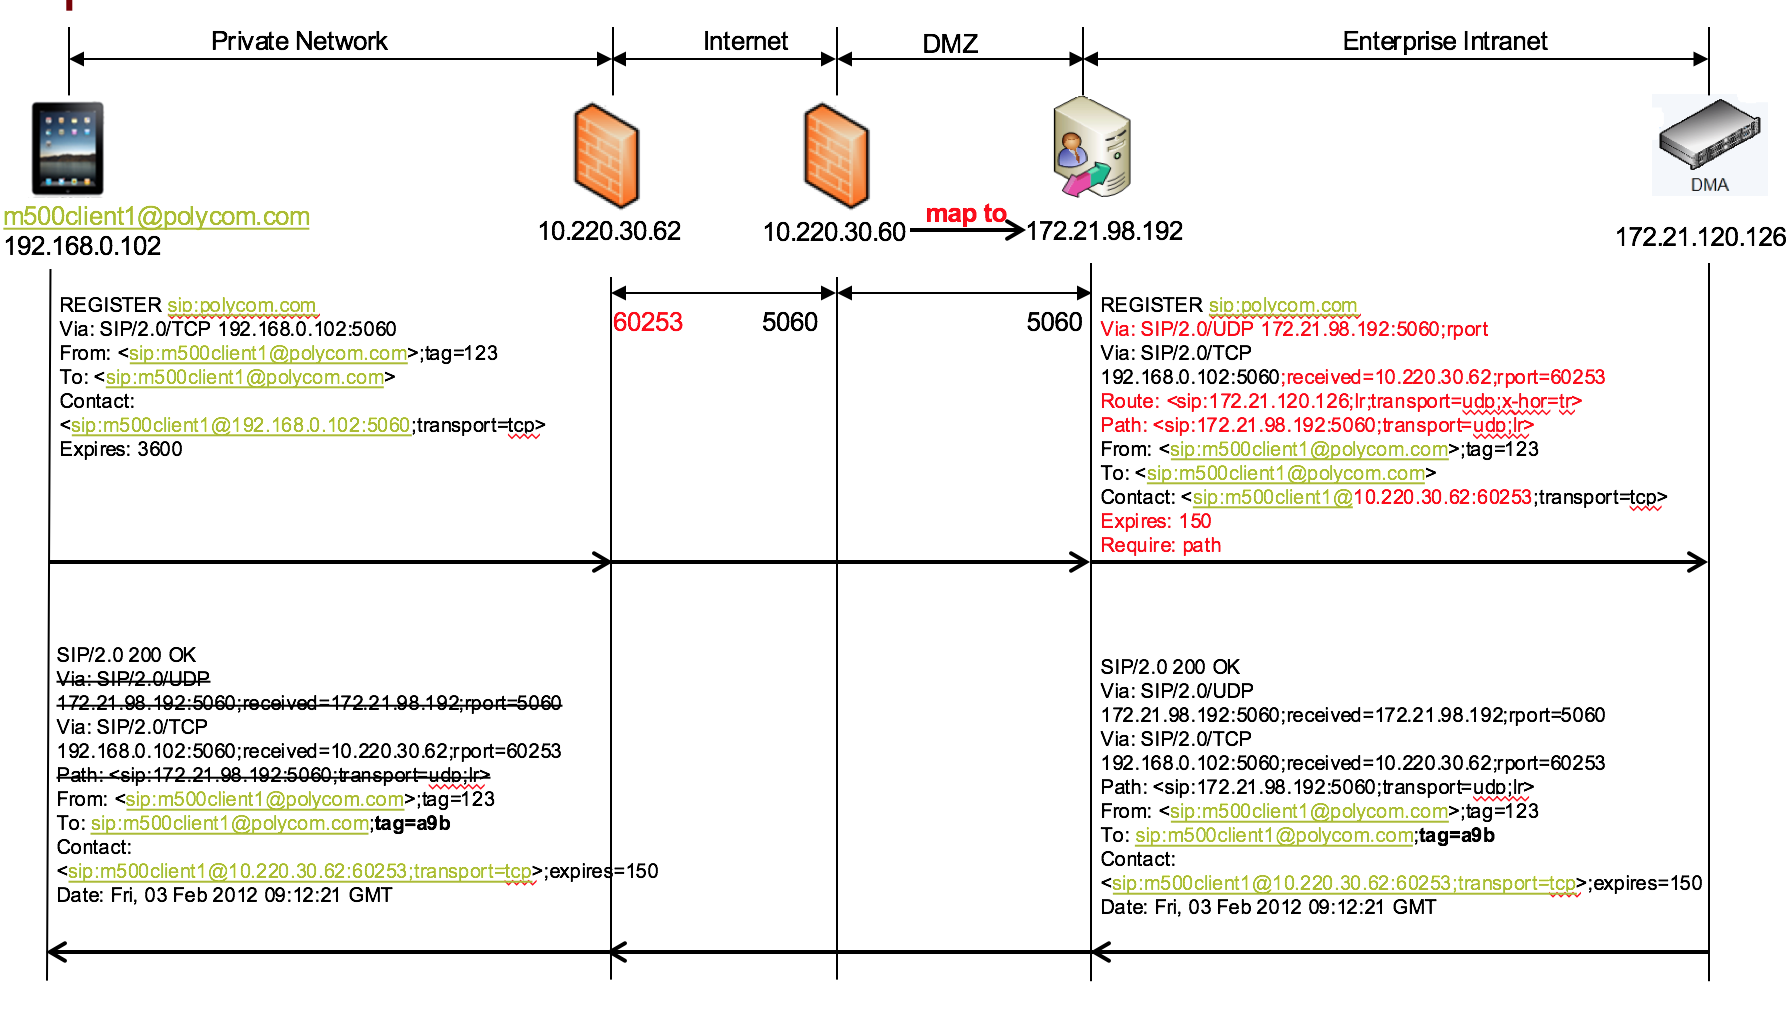 Private Network
Internet
DMZ
Enterprise Intranet
DMA
m500client1@polycom.com
192.168.0.102
10.220.30.62
10.220.30.60
map to
172.21.98.192
172.21.120.126
REGISTER sip:polycom.com
Via: SIP/2.0/TCP 192.168.0.102:5060
From: <sip:m500client1@polycom.com>;tag=123
To: <sip:m500client1@polycom.com>
Contact:
<sip:m500client1@192.168.0.102:5060;transport=tcp>
Expires: 3600
60253
5060
5060
REGISTER sip:polycom.com
Via: SIP/2.0/UDP 172.21.98.192:5060;rport
Via: SIP/2.0/TCP
192.168.0.102:5060;received=10.220.30.62;rport=60253
Route: <sip:172.21.120.126;lr;transport=udp;x-hor=tr>
Path: <sip:172.21.98.192:5060;transport=udp;lr>
From: <sip:m500client1@polycom.com>;tag=123
To: <sip:m500client1@polycom.com>
Contact: <sip:m500client1@10.220.30.62:60253;transport=tcp>
Expires: 150
Require: path
SIP/2.0 200 OK
Via: SIP/2.0/UDP
172.21.98.192:5060;received=172.21.98.192;rport=5060
Via: SIP/2.0/TCP
192.168.0.102:5060;received=10.220.30.62;rport=60253
Path: <sip:172.21.98.192:5060;transport=udp;lr>
From: <sip:m500client1@polycom.com>;tag=123
To: sip:m500client1@polycom.com;tag=a9b
Contact:
<sip:m500client1@10.220.30.62:60253;transport=tcp>;expires=150
Date: Fri, 03 Feb 2012 09:12:21 GMT
SIP/2.0 200 OK
Via: SIP/2.0/UDP
172.21.98.192:5060;received=172.21.98.192;rport=5060
Via: SIP/2.0/TCP
192.168.0.102:5060;received=10.220.30.62;rport=60253
Path: <sip:172.21.98.192:5060;transport=udp;lr>
From: <sip:m500client1@polycom.com>;tag=123
To: sip:m500client1@polycom.com;tag=a9b
Contact:
<sip:m500client1@10.220.30.62:60253;transport=tcp>;expires=150
Date: Fri, 03 Feb 2012 09:12:21 GMT